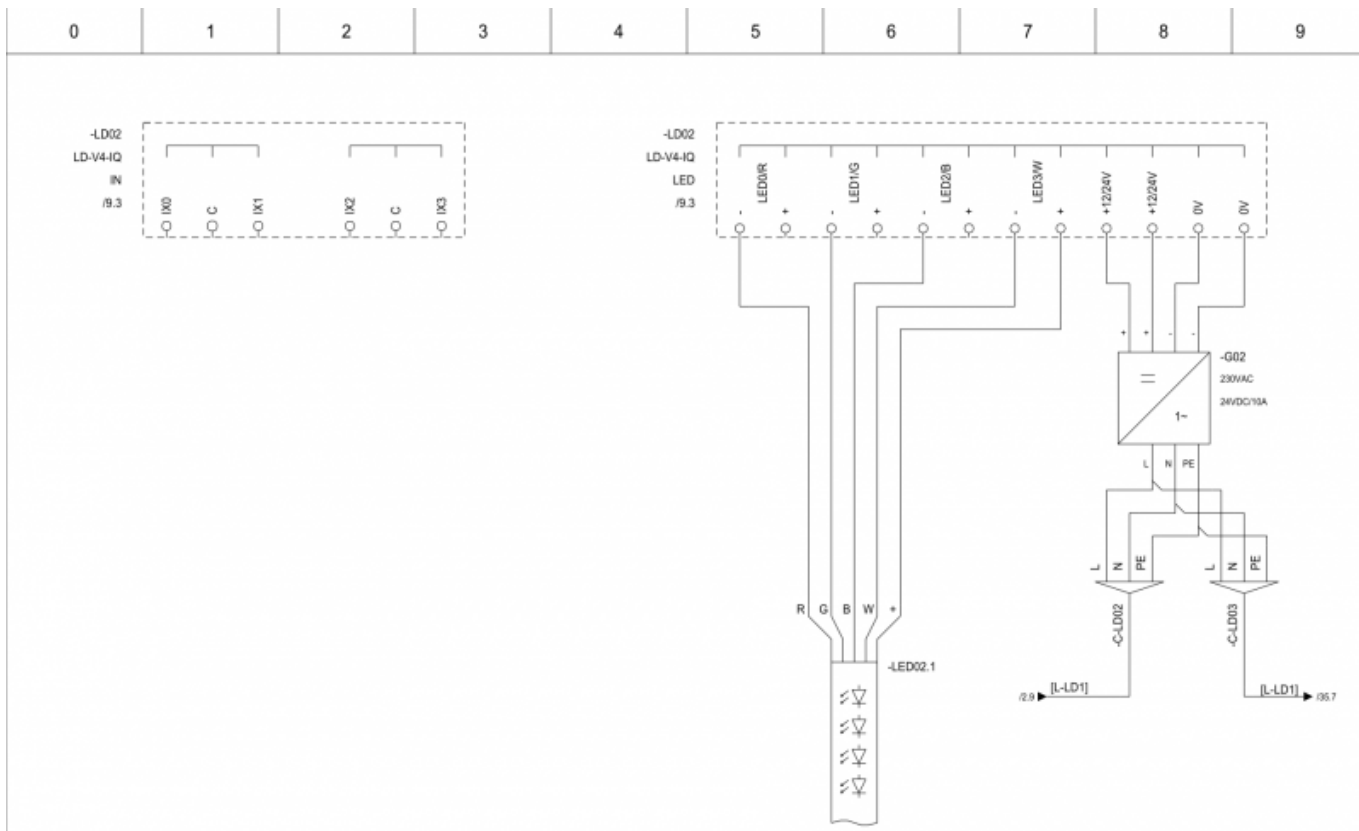 0 1 2 3 4 5 6 7 8 9
-LD02
LD-V4-IQ
IN
/9.3
IX0 C IX1 IX2 C IX3
-LD02
LD-V4-IQ
LED
/9.3
LED0/R LED1/G LED2/B LED3/W +12/24V +12/24V 0V 0V
- + - + - + - +
+ + - -
-G02
230VAC
24VDC/10A
1~
L N PE
L N PE L N PE
R G B W +
-C-LD02 -C-LD03
-LED02.1
/2.9 [L-LD1] [L-LD1] /35.7